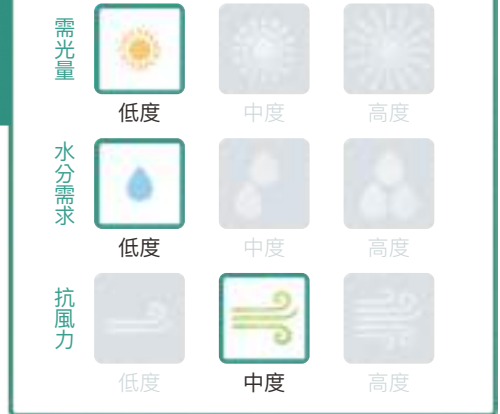 需光量
低度 中度 高度
水分需求
低度 中度 高度
抗風力
低度 中度 高度